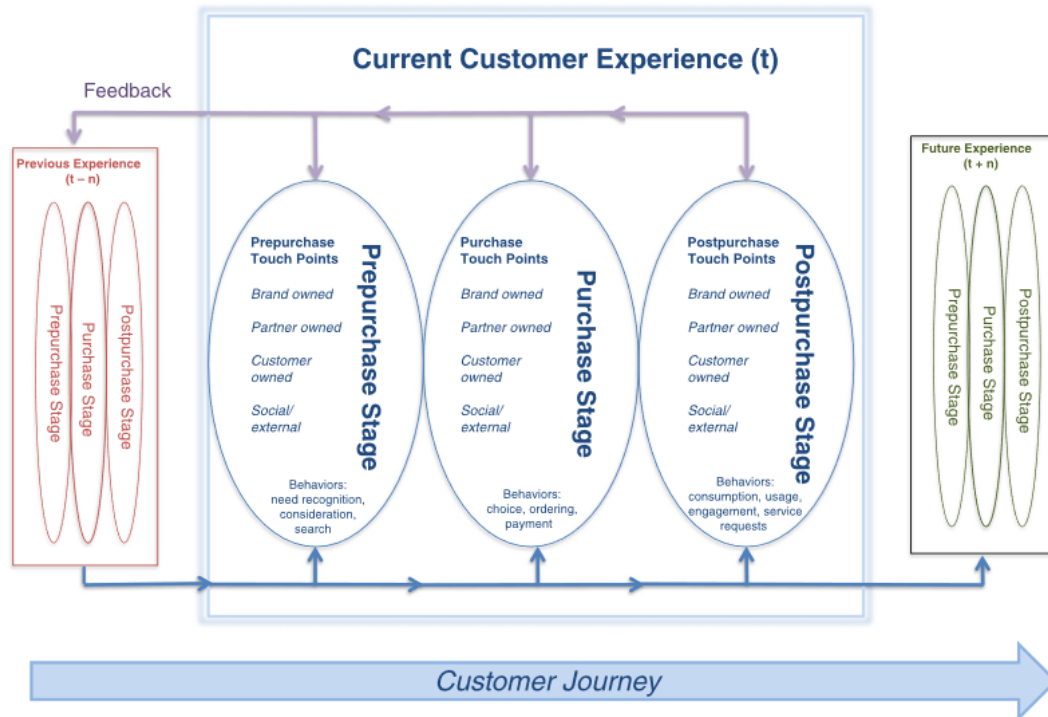 Current Customer Experience (t)
Feedback
Previous Experience
(t – n)
Prepurchase Stage
Purchase Stage
Postpurchase Stage
Prepurchase
Touch Points
Brand owned
Partner owned
Customer
owned
Social/
external
Prepurchase Stage
Behaviors:
need recognition,
consideration,
search
Purchase
Touch Points
Brand owned
Partner owned
Customer
owned
Social/
external
Purchase Stage
Behaviors:
choice, ordering,
payment
Postpurchase
Touch Points
Brand owned
Partner owned
Customer
owned
Social/
external
Postpurchase Stage
Behaviors:
consumption, usage,
engagement, service
requests
Future Experience
(t + n)
Prepurchase Stage
Purchase Stage
Postpurchase Stage
Customer Journey